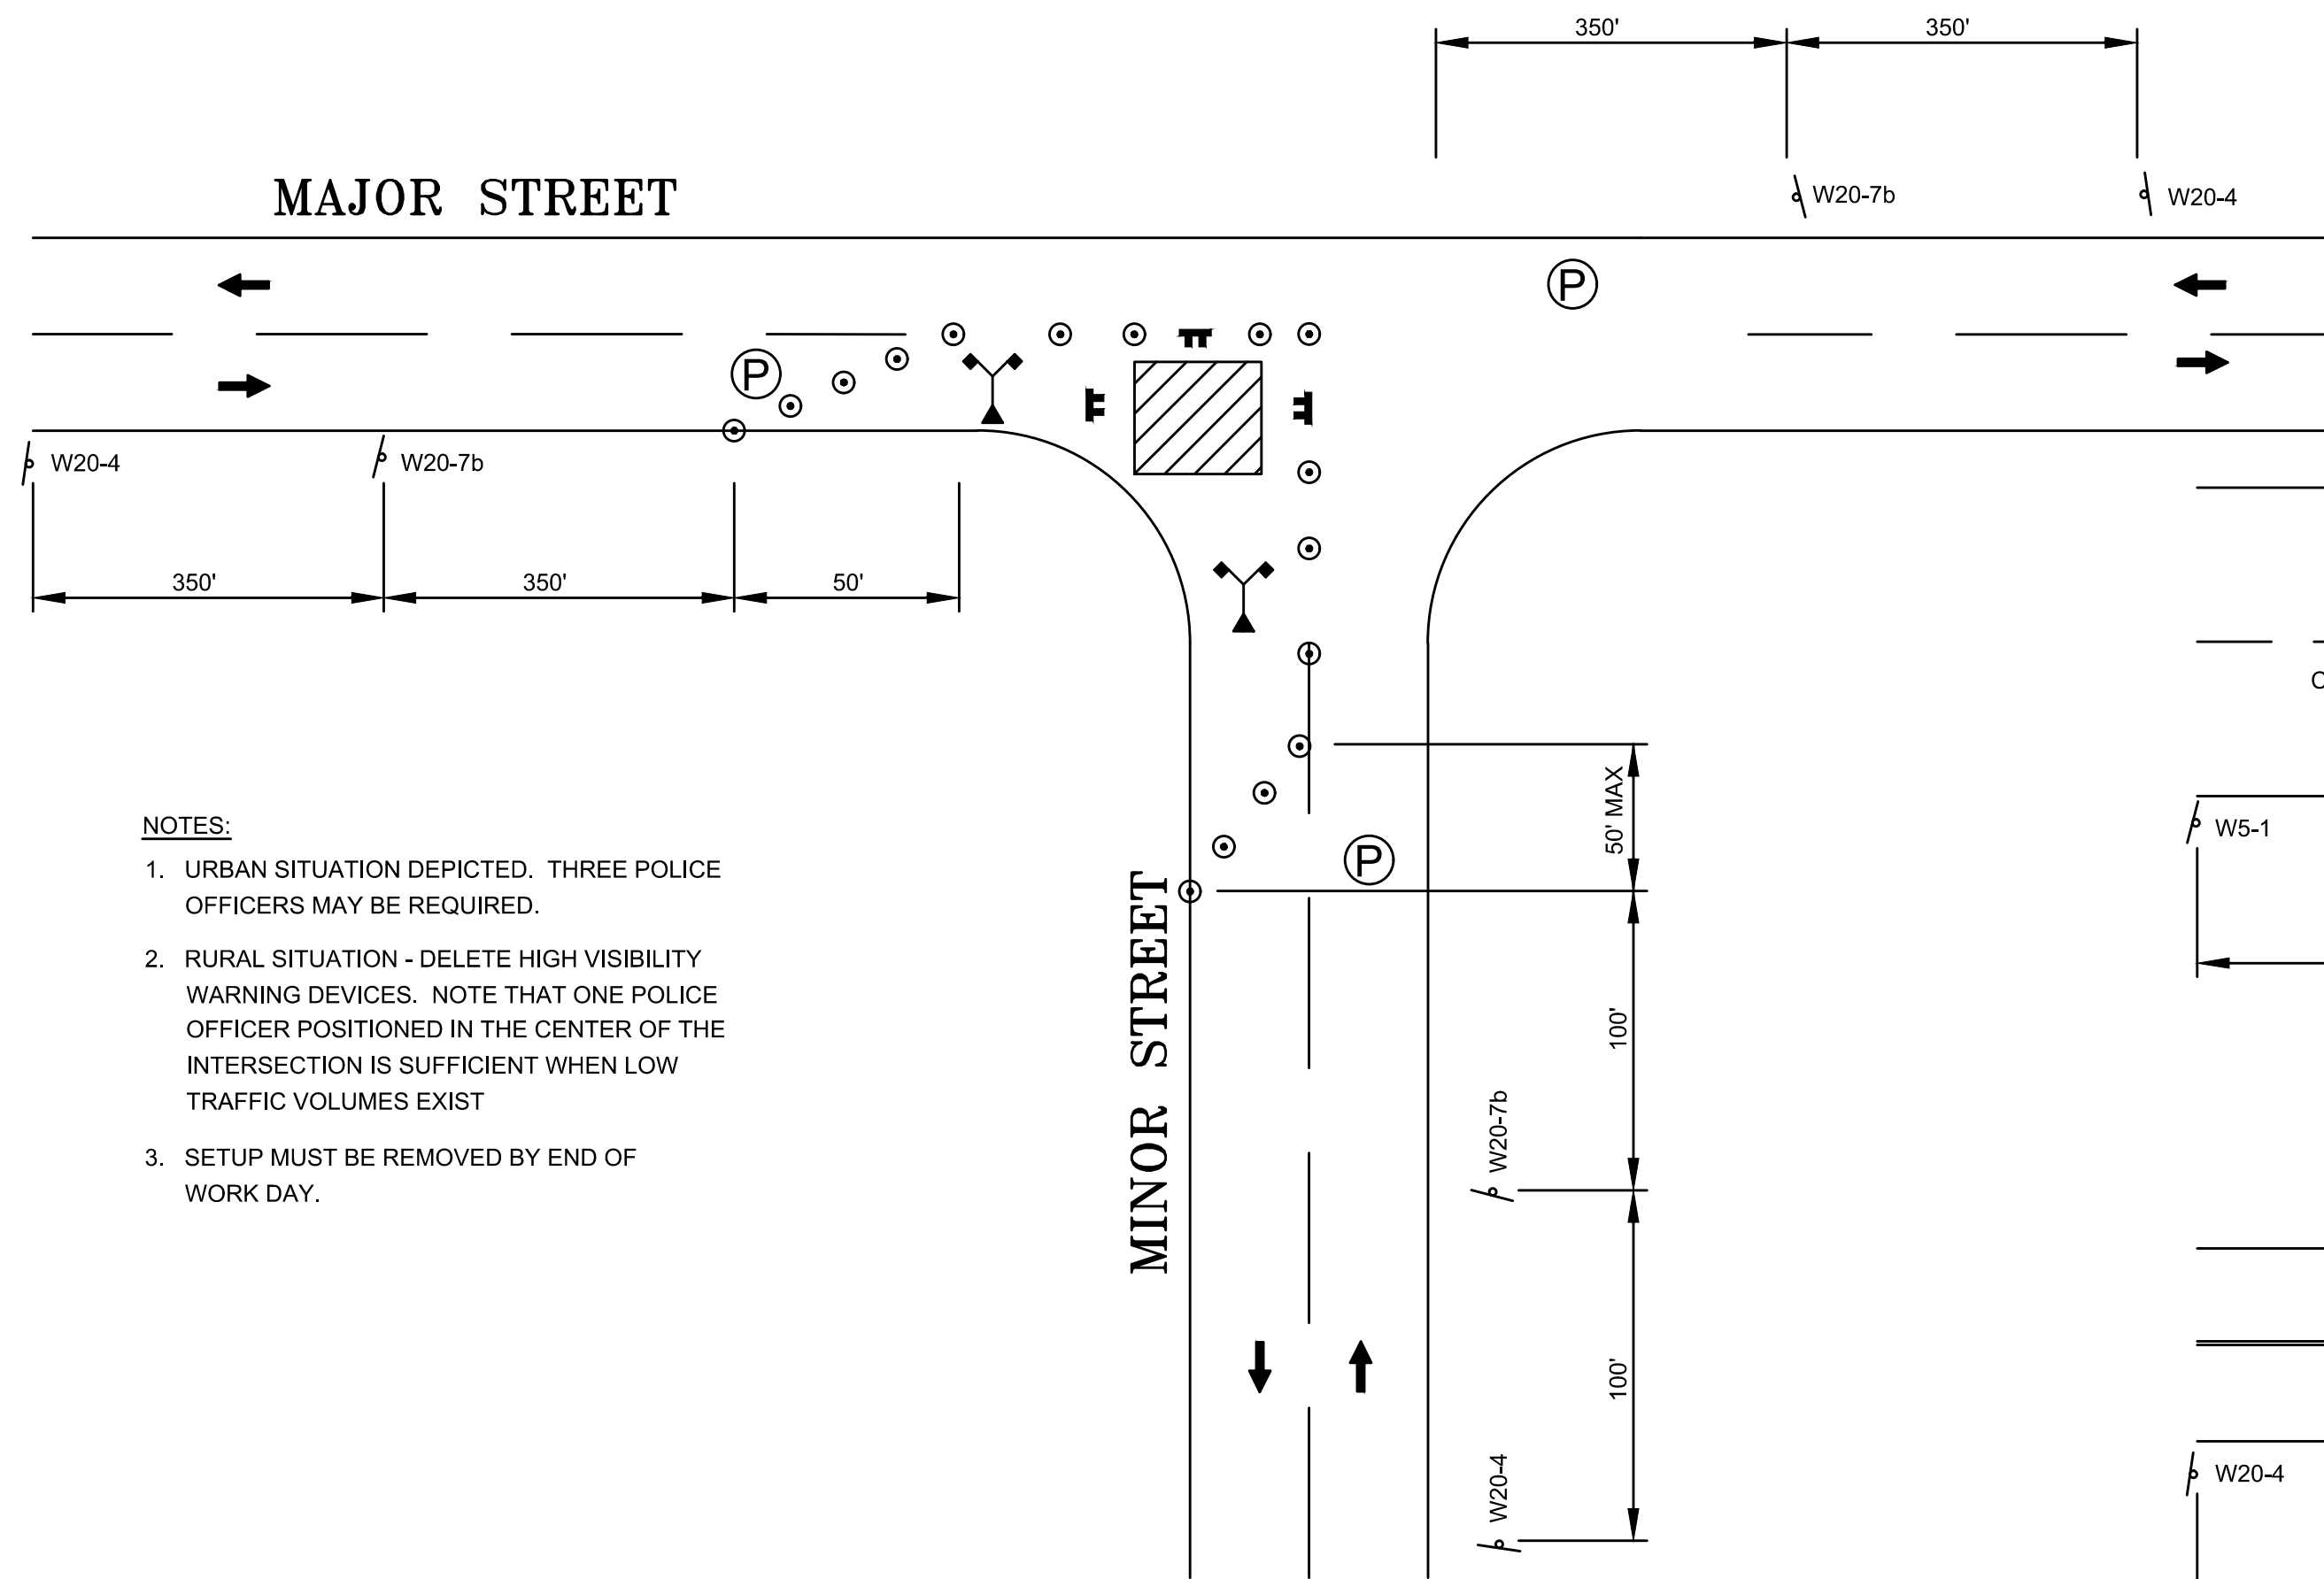 350'
350'
MAJOR STREET
W20-7b
W20-4
P
P
W20-4
W20-7b
350'
350'
50'
50' MAX
P
W5-1
NOTES:
1. URBAN SITUATION DEPICTED. THREE POLICE
OFFICERS MAY BE REQUIRED.
2. RURAL SITUATION - DELETE HIGH VISIBILITY
WARNING DEVICES. NOTE THAT ONE POLICE
OFFICER POSITIONED IN THE CENTER OF THE
INTERSECTION IS SUFFICIENT WHEN LOW
TRAFFIC VOLUMES EXIST
3. SETUP MUST BE REMOVED BY END OF
WORK DAY.
MINOR STREET
100'
W20-7b
100'
W20-4
W20-4